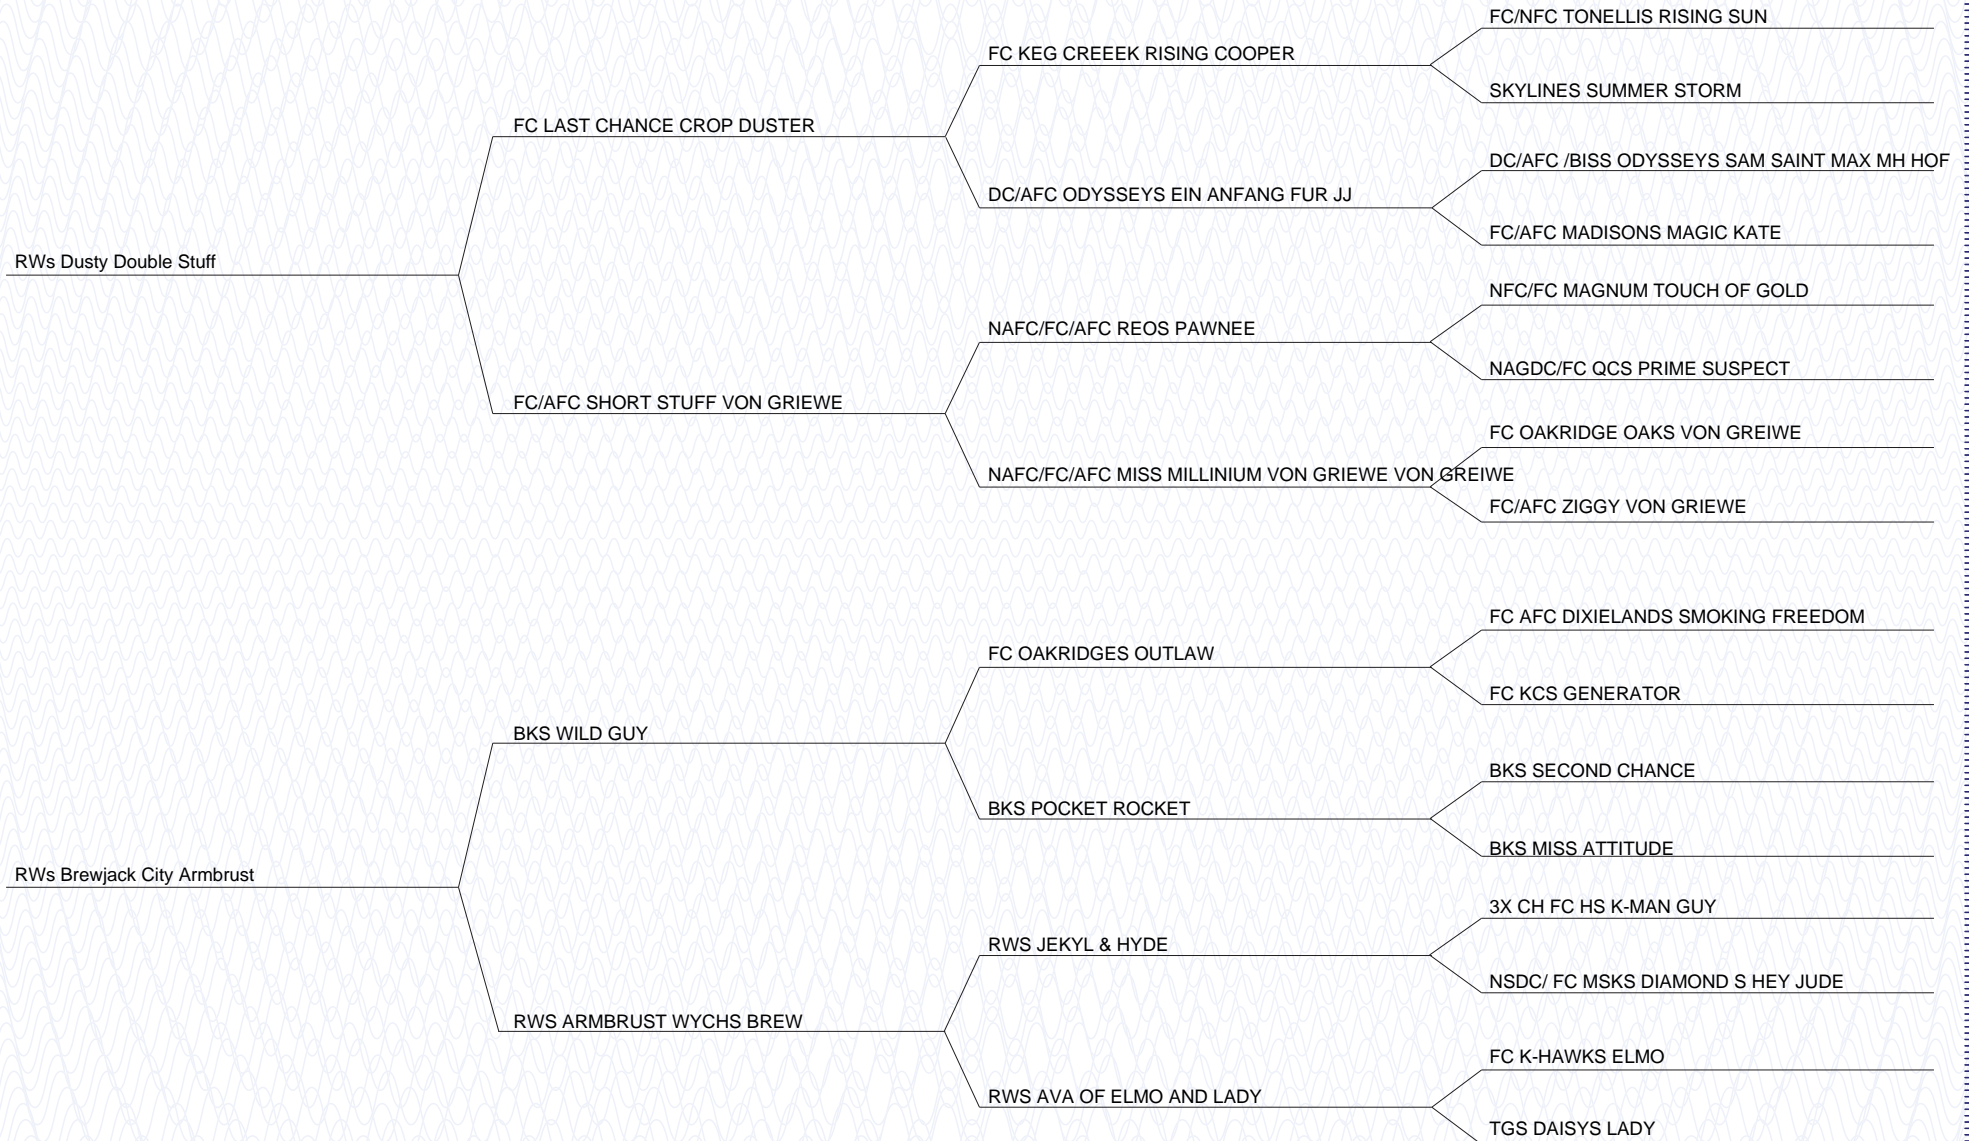 FC/NFC TONELLIS RISING SUN
FC KEG CREEEK RISING COOPER
SKYLINES SUMMER STORM
FC LAST CHANCE CROP DUSTER
DC/AFC /BISS ODYSSEYS SAM SAINT MAX MH HOF
DC/AFC ODYSSEYS EIN ANFANG FUR JJ
FC/AFC MADISONS MAGIC KATE
RWs Dusty Double Stuff
NFC/FC MAGNUM TOUCH OF GOLD
NAFC/FC/AFC REOS PAWNEE
NAGDC/FC QCS PRIME SUSPECT
FC/AFC SHORT STUFF VON GRIEWE
FC OAKRIDGE OAKS VON GREIWE
NAFC/FC/AFC MISS MILLINIUM VON GRIEWE VON GREIWE
FC/AFC ZIGGY VON GRIEWE
FC AFC DIXIELANDS SMOKING FREEDOM
FC OAKRIDGES OUTLAW
FC KCS GENERATOR
BKS WILD GUY
BKS SECOND CHANCE
BKS POCKET ROCKET
BKS MISS ATTITUDE
RWs Brewjack City Armbrust
3X CH FC HS K-MAN GUY
RWS JEKYL & HYDE
NSDC/ FC MSKS DIAMOND S HEY JUDE
RWS ARMBRUST WYCHS BREW
FC K-HAWKS ELMO
RWS AVA OF ELMO AND LADY
TGS DAISYS LADY